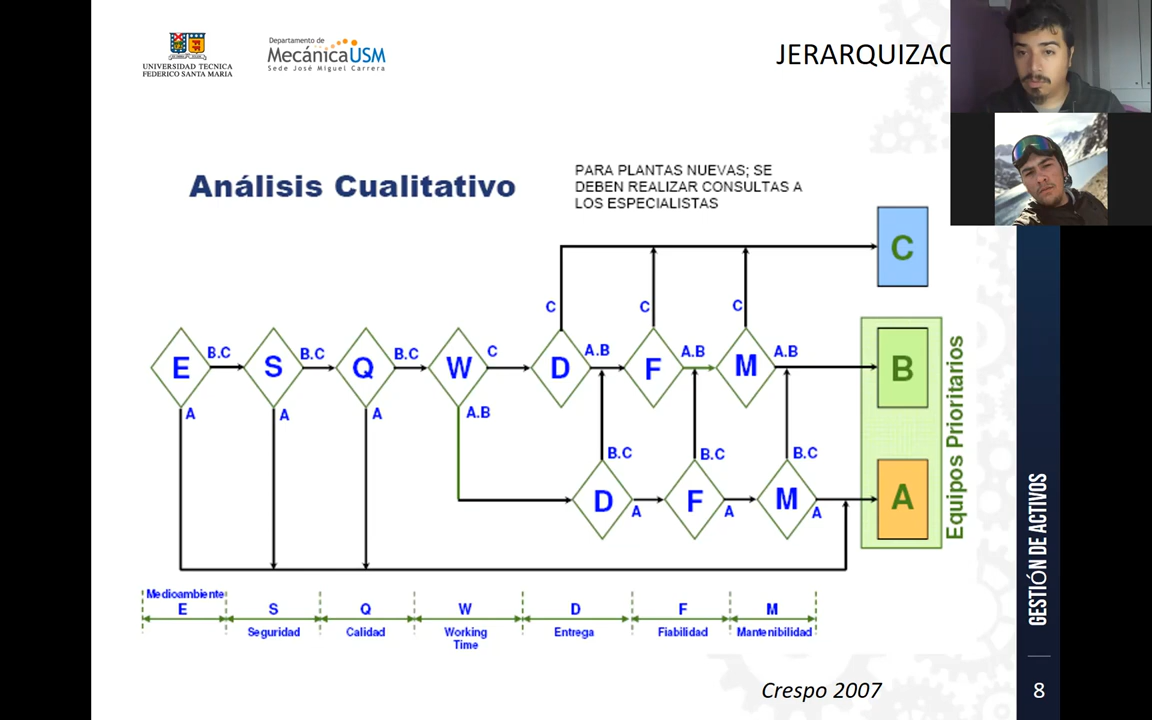 UNIVERSIDAD TECNICA
FEDERICO SANTA MARIA
Departamento de
MecánicaUSM
Sede José Miguel Carrera
JERARQUIZAC
Análisis Cualitativo
PARA PLANTAS NUEVAS; SE
DEBEN REALIZAR CONSULTAS A
LOS ESPECIALISTAS
C
C
C
C
E
B.C
S
B.C
Q
B.C
W
C
D
A.B
F
A.B
M
A.B
B
A
A
A
A.B
B.C
B.C
B.C
D
A
F
A
M
A
A
Equipos Prioritarios
Medioambiente
E
S
Q
W
D
F
M
Seguridad
Calidad
Working
Time
Entrega
Fiabilidad
Mantenibilidad
Crespo 2007
GESTIÓN DE ACTIVOS
8